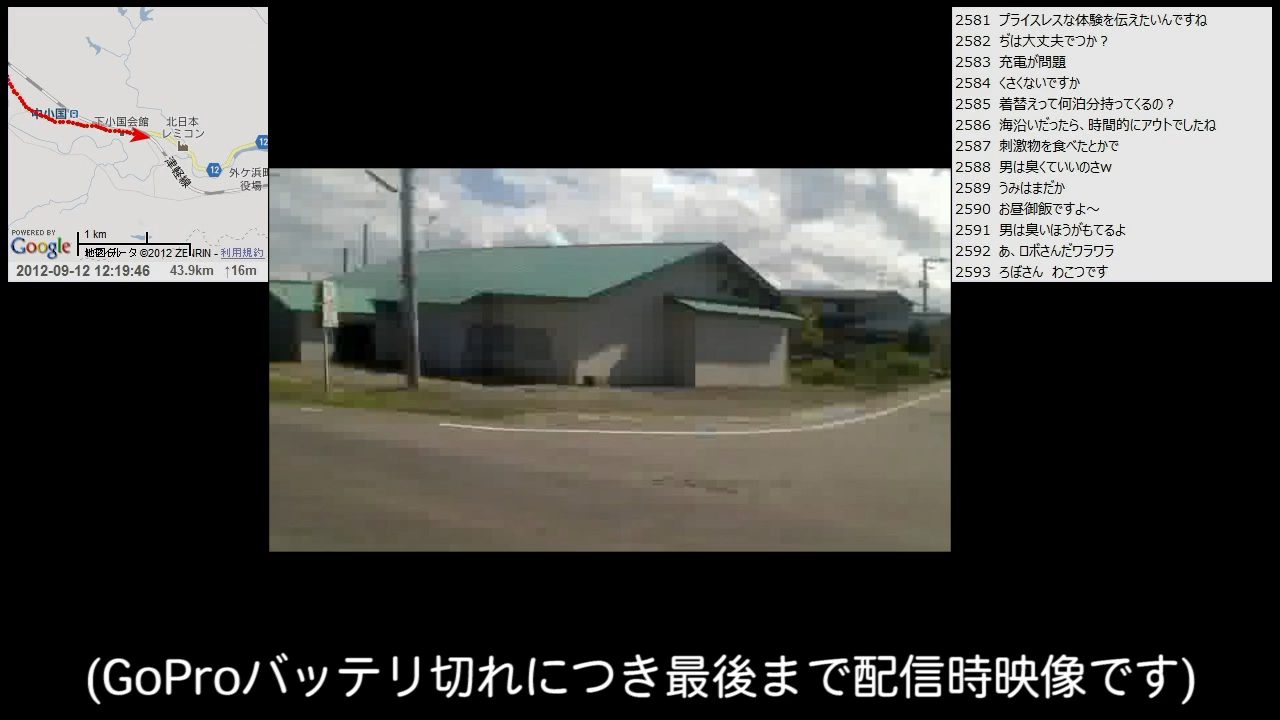 中小国
下小国会館
北日本
レミコン
12
12
津軽線
外ケ浜町
役場
POWERED BY
Google
1 km
©2012 ZENRIN - 利用規約
2012-09-12 12:19:46 43.9km ↑16m
2581 プライスレスな体験を伝えたいんですね
2582 ぢは大丈夫でつか？
2583 充電が問題
2584 くさくないですか
2585 着替えって何泊分持ってくるの？
2586 海沿いだったら、時間的にアウトでしたね
2587 刺激物を食べたとかで
2588 男は臭くていいのさw
2589 うみはまだか
2590 お昼御飯ですよ～
2591 男は臭いほうがもてるよ
2592 あ、ロボさんだワラワラ
2593 ろぼさん わこつです
(GoProバッテリ切れにつき最後まで配信時映像です)